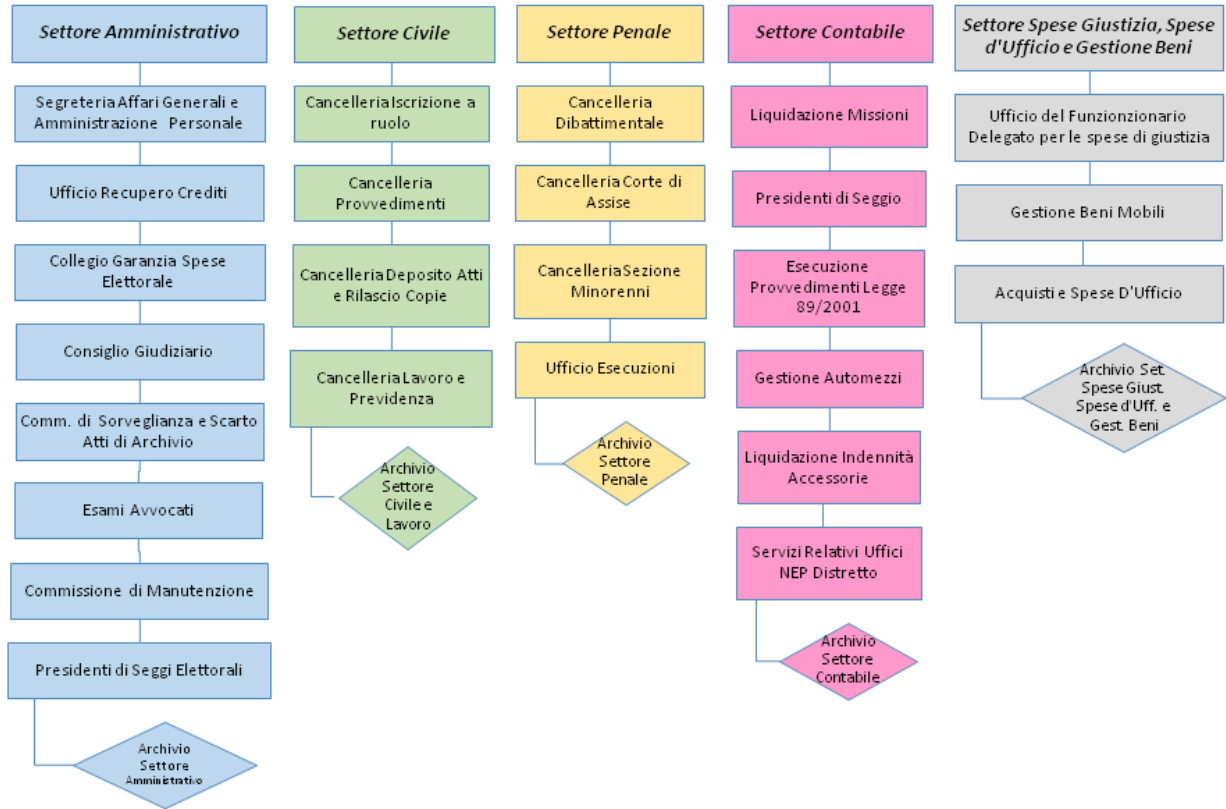 Settore Amministrativo
Segreteria Affari Generali e
Amministrazione Personale
Ufficio Recupero Crediti
Collegio Garanzia Spese
Elettorale
Consiglio Giudiziario
Comm. di Sorveglianza e Scarto
Atti di Archivio
Esami Avvocati
Commissione di Manutenzione
Presidenti di Seggi Elettorali
Archivio
Settore
Amministrativo
Settore Civile
Cancelleria Iscrizione a
ruolo
Cancelleria
Provvedimenti
Cancelleria Deposito Atti
e Rilascio Copie
Cancelleria Lavoro e
Previdenza
Archivio
Settore
Civile e
Lavoro
Settore Penale
Cancelleria
Dibattimentale
Cancelleria Corte di
Assise
Cancelleria Sezione
Minorenni
Ufficio Esecuzioni
Archivio
Settore
Penale
Settore Contabile
Liquidazione Missioni
Presidenti di Seggio
Esecuzione
Provvedimenti Legge
89/2001
Gestione Automezzi
Liquidazione Indennità
Accessorie
Servizi Relativi Uffici
NEP Distretto
Archivio
Settore
Contabile
Settore Spese Giustizia, Spese
d'Ufficio e Gestione Beni
Ufficio del Funzionzionario
Delegato per le spese di giustizia
Gestione Beni Mobili
Acquisti e Spese D'Ufficio
Archivio Set.
Spese Giust.
Spese d'Uff. e
Gest. Beni